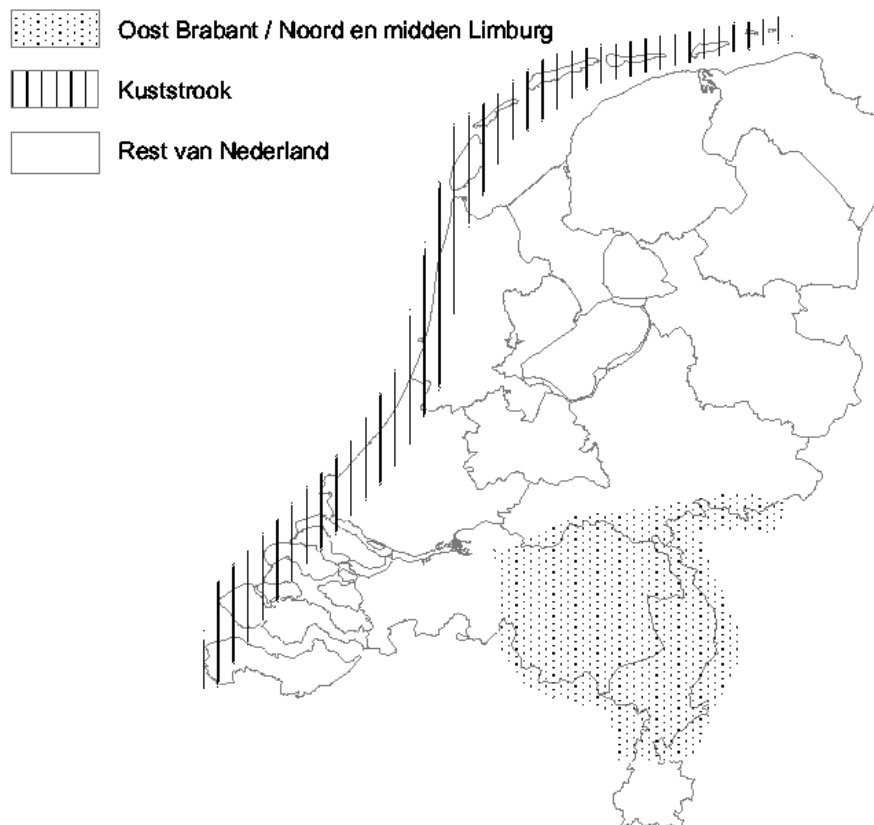 Oost Brabant / Noord en midden Limburg
Kuststrook
Rest van Nederland